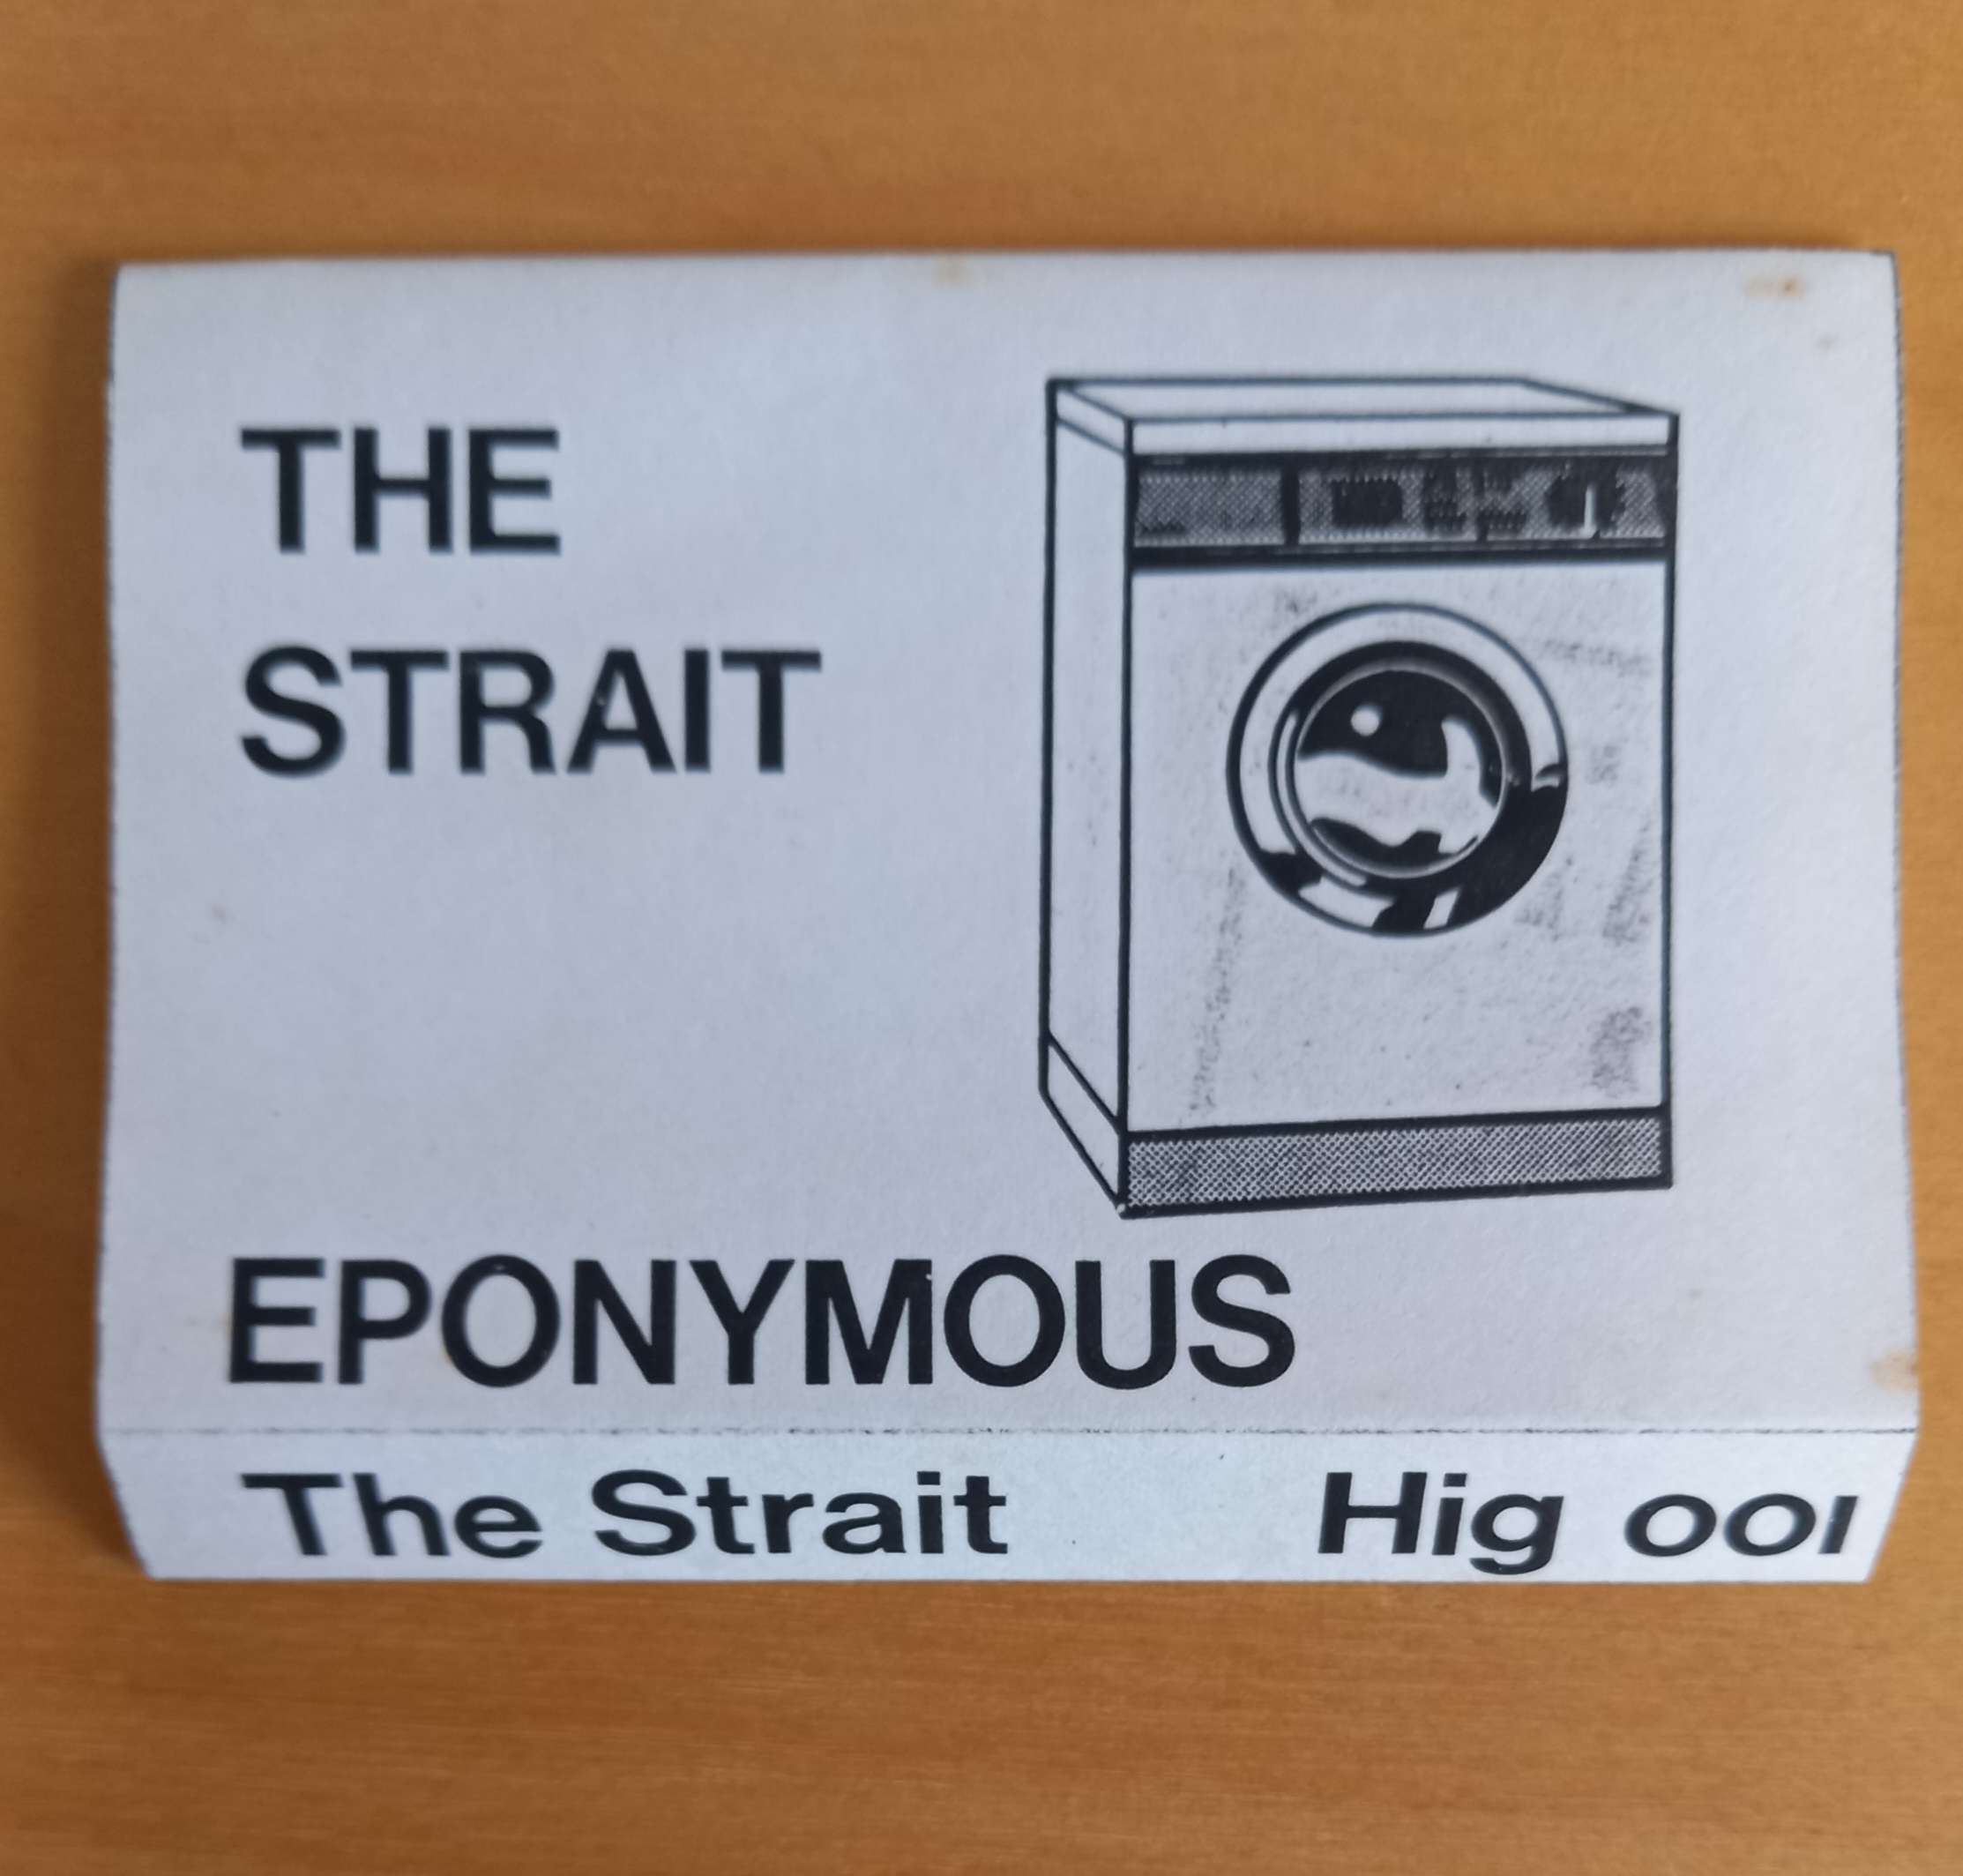 THE
STRAIT
EPONYMOUS
The Strait Hig 001